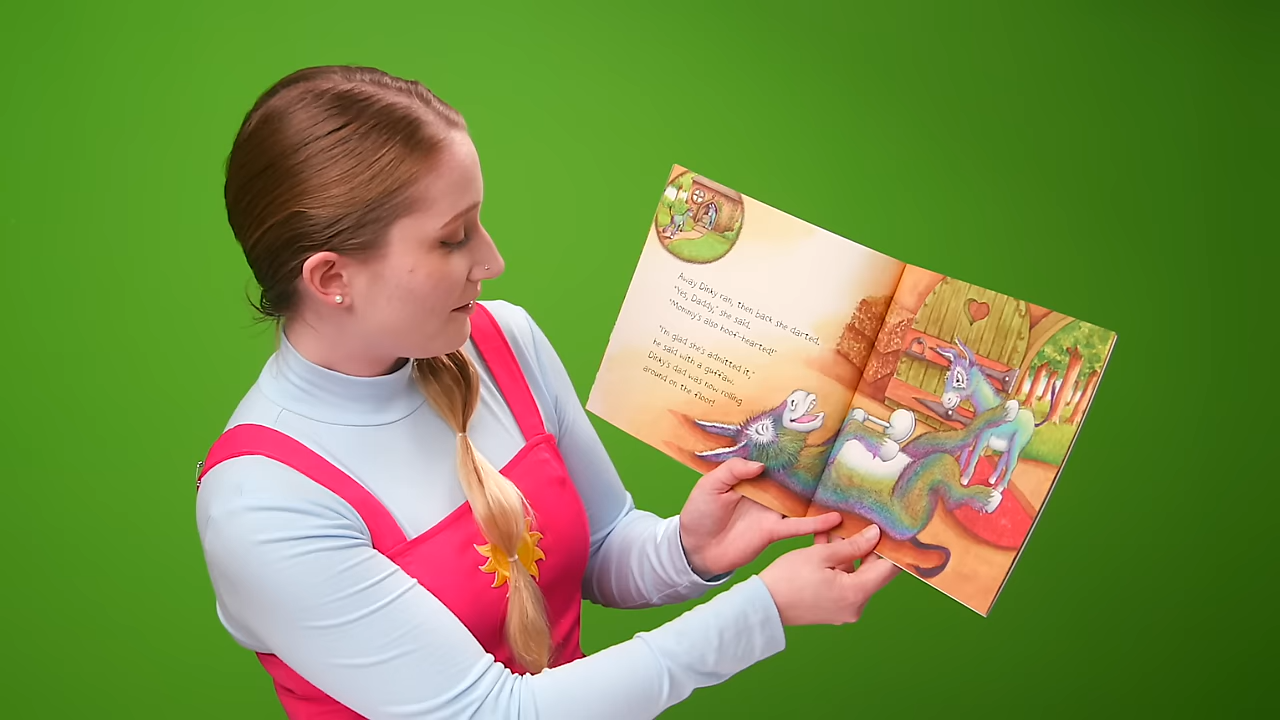 Away Dinky ran, then back she darted.
'Yes, Daddy,' she said.
'Mommy's also hoof-hearted!'
'I'm glad she's admitted it,'
he said with a guffaw.
Dinky's dad was now rolling
around on the floor!